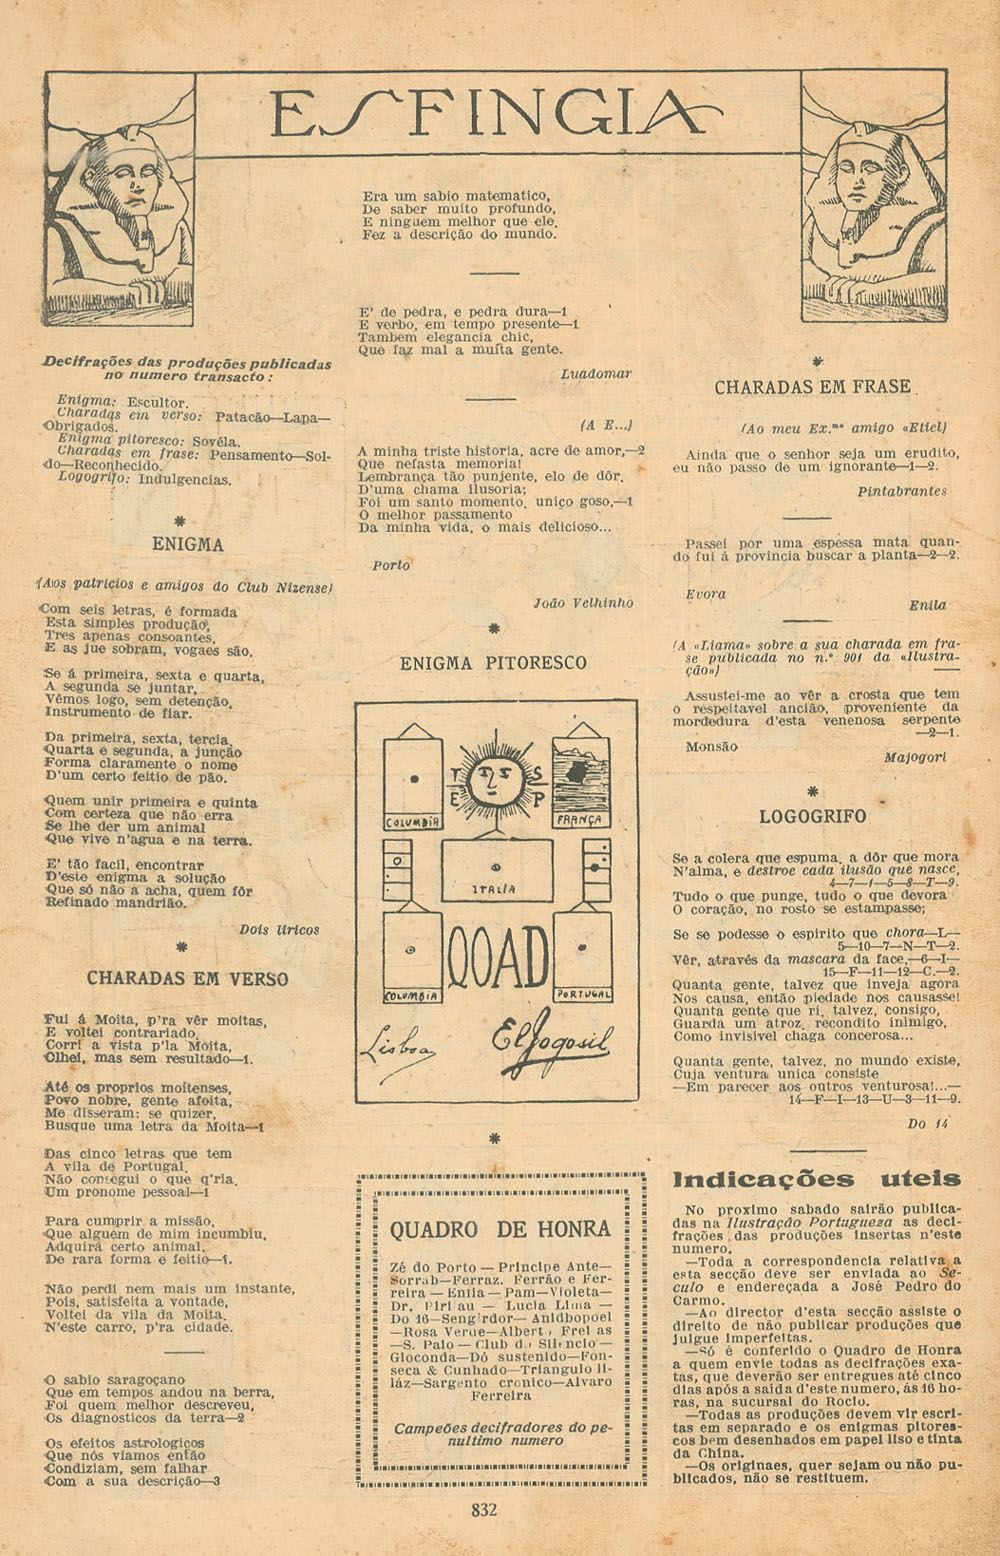 ESFINGIA
Decifrações das produções publicadas
no numero transacto:
Enigma: Escultor.
Charadas em verso: Patacão—Lapa—
Obrigados.
Enigma pitoresco: Sovéla.
Charadas em frase: Pensamento—Sol-
do—Reconhecido.
Logogrifo: Indulgencias.
*
ENIGMA
(Aos patricios e amigos do Club Nizense)
Com seis letras, é formada
Esta simples produção,
Tres apenas consoantes,
E as jue sobram, vogaes são.
Se á primeira, sexta e quarta,
A segunda se juntar,
Vêmos logo, sem detenção,
Instrumento de fiar.
Da primeira, sexta, tercia,
Quarta e segunda, a junção
Forma claramente o nome
D'um certo feitio de pão.
Quem unir primeira e quinta
Com certeza que não erra
Se lhe der um animal
Que vive n'agua e na terra.
E' tão facil, encontrar
D'este enigma a solução
Que só não a acha, quem fôr
Refinado mandrião.
Dois liricos
*
CHARADAS EM VERSO
Fui á Moita, p'ra vêr moitas,
E voltei contrariado,
Corri a vista p'la Moita,
Olhei, mas sem resultado—1.
Até os proprios moitenses,
Povo nobre, gente afoita,
Me disseram: se quizer,
Busque uma letra da Moita—1
Das cinco letras que tem
A vila de Portugal,
Não consegui o que q'ria.
Um pronome pessoal—1
Para cumprir a missão,
Que alguem de mim incumbiu,
Adquirá certo animal,
De rara forma e feitio—1.
Não perdi nem mais um instante,
Pois, satisfeita a vontade,
Voltei da vila da Moita.
N'este carro, p'ra cidade.
O sabio saragoçano
Que em tempos andou na berra,
Foi quem melhor descreveu,
Os diagnosticos da terra—2
Os efeitos astrologicos
Que nós viamos então
Condiziam, sem falhar
Com a sua descrição—3
Era um sabio matematico,
De saber muito profundo,
E ninguem melhor que ele,
Fez a descrição do mundo.
E' de pedra, e pedra dura—1
E verbo, em tempo presente—1
Tambem elegancia chic,
Que faz mal a muita gente.
Luadomar
(A E...)
A minha triste historia, acre de amor,—2
Que nefasta memoria!
Lembrança tão punjente, elo de dôr,
D'uma chama ilusoria;
Foi um santo momento, unico goso,—1
O melhor passamento
Da minha vida, o mais delicioso...
Porto
João Velhinho
*
ENIGMA PITORESCO
T S
E P
COLUMBIA
FRANÇA
ITALIA
QOAD
COLUMBIA
PORTUGAL
Lisboa
El Jogosil
*
QUADRO DE HONRA
Zé do Porto — Principe Ante—
Sorrab—Ferraz. Ferrão e Fer-
reira — Enila — Pam—Violeta—
Dr. Pirilau — Lucia Lima —
Do 16—Sengirdor— Anidbopoel
—Rosa Verde—Alberto Freitas
—S. Paio — Club do Silencio —
Gioconda—Dó sustenido—Fon-
seca & Cunhado—Triangulo li-
láz—Sargento cronico—Alvaro
Ferreira
Campeões decifradores do pe-
nultimo numero
*
CHARADAS EM FRASE
(Ao meu Ex.mo amigo «Etiel)
Ainda que o senhor seja um erudito,
eu não passo de um ignorante—1—2.
Pintabrantes
Passei por uma espessa mata quan-
do fui á provincia buscar a planta—2—2.
Evora
Enila
(A «Liama» sobre a sua charada em fra-
se publicada no n.º 901 da «Ilustra-
ção»)
Assustei-me ao vêr a crosta que tem
o respeitavel ancião, proveniente da
mordedura d'esta venenosa serpente
—2—1.
Monsão
Majogori
*
LOGOGRIFO
Se a colera que espuma, a dôr que mora
N'alma, e destroe cada ilusão que nasce,
4—7—1—5—8—T—9.
Tudo o que punge, tudo o que devora
O coração, no rosto se estampasse;
Se se podesse o espirito que chora—L—
5—10—7—N—T—2.
Vêr, através da mascara da face,—6—I—
15—F—11—12—C.—2.
Quanta gente, talvez que inveja agora
Nos causa, então piedade nos causasse!
Quanta gente que ri, talvez, consigo,
Guarda um atroz, recondito inimigo,
Como invisivel chaga concerosa...
Quanta gente, talvez, no mundo existe,
Cuja ventura unica consiste
—Em parecer aos outros venturosa!...—
14—F—I—13—U—3—11—9.
Do 14
Indicações uteis
No proximo sabado sairão publica-
das na Ilustração Portugueza as deci-
frações das produções insertas n'este
numero.
—Toda a correspondencia relativa a
esta secção deve ser enviada ao Se-
culo e endereçada a José Pedro do
Carmo.
—Ao director d'esta secção assiste o
direito de não publicar produções que
julgue imperfeitas.
—Só é conferido o Quadro de Honra
a quem envie todas as decifrações exa-
tas, que deverão ser entregues até cinco
dias após a saída d'este numero, ás 16 ho-
ras, na sucursal do Rocio.
—Todas as produções devem vir escri-
tas em separado e os enigmas pitores-
cos bem desenhados em papel liso e tinta
da China.
—Os originaes, quer sejam ou não pu-
blicados, não se restituem.
832